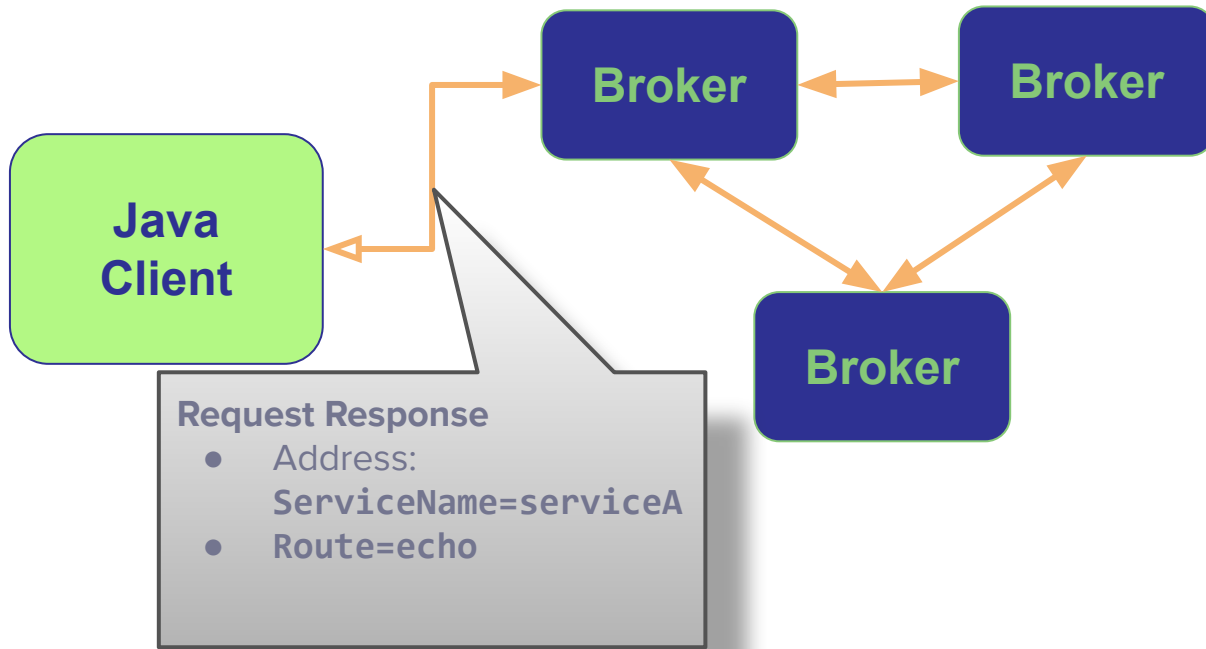 Broker
Broker
Java
Client
Broker
Request Response
● Address:
ServiceName=serviceA
● Route=echo